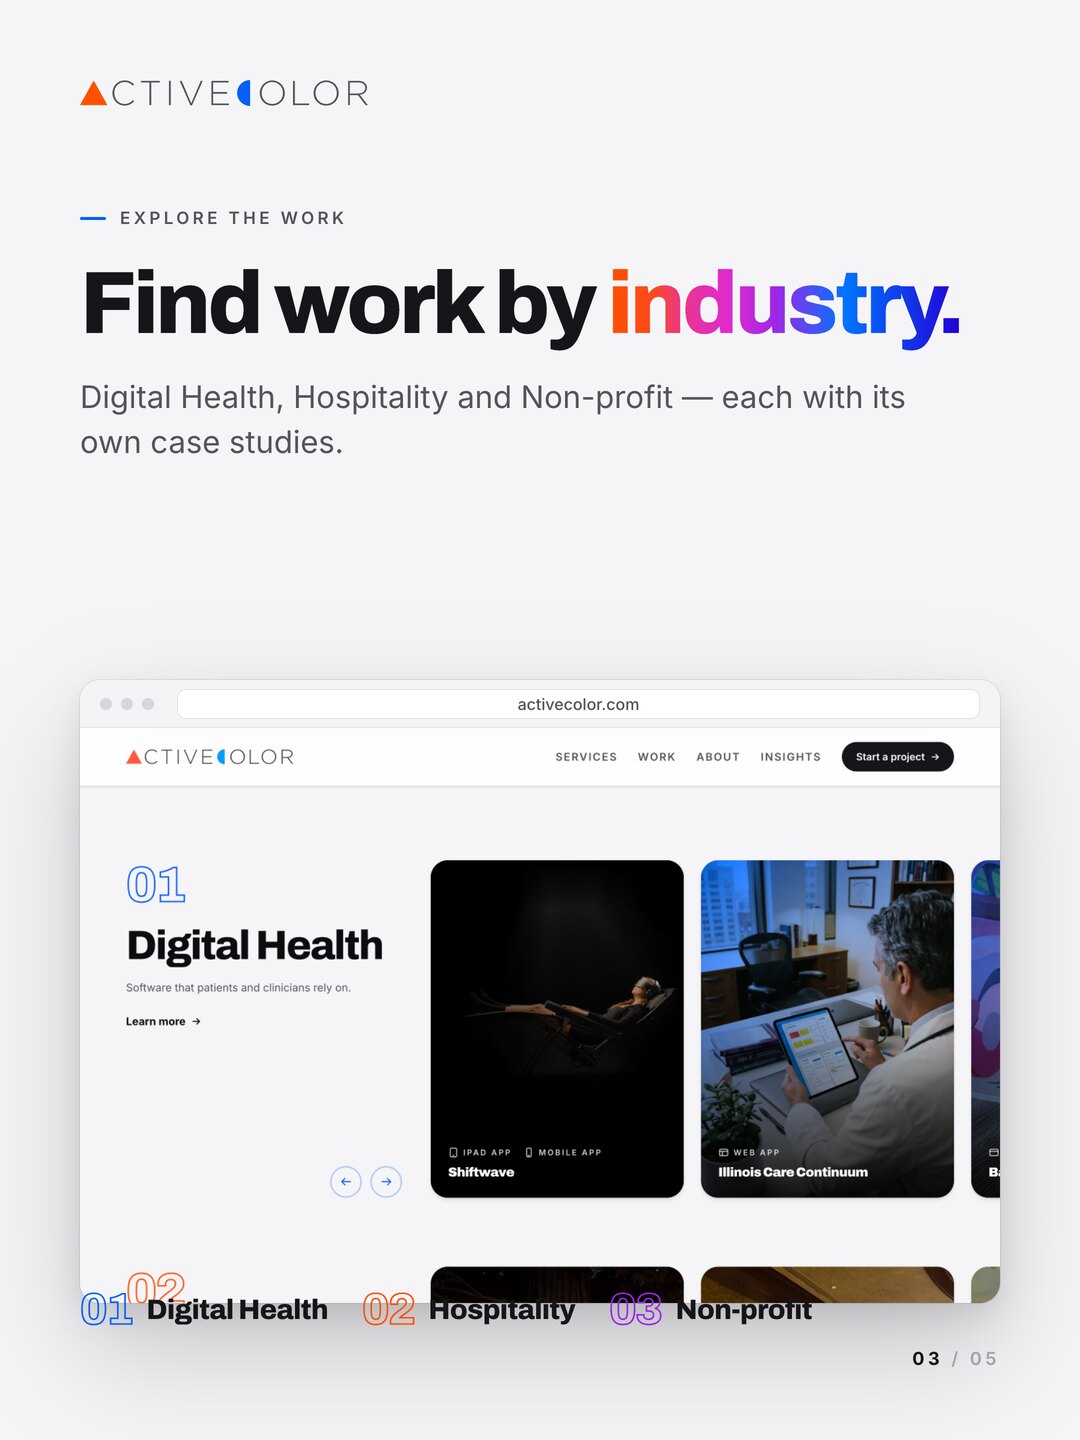 ACTIVECOLOR
EXPLORE THE WORK
Find work by industry.
Digital Health, Hospitality and Non-profit — each with its
own case studies.
activecolor.com
ACTIVECOLOR
SERVICES WORK ABOUT INSIGHTS Start a project →
01
Digital Health
Software that patients and clinicians rely on.
Learn more →
← →
IPAD APP MOBILE APP
Shiftwave
WEB APP
Illinois Care Continuum
02
01 Digital Health 02 Hospitality 03 Non-profit
03 / 05